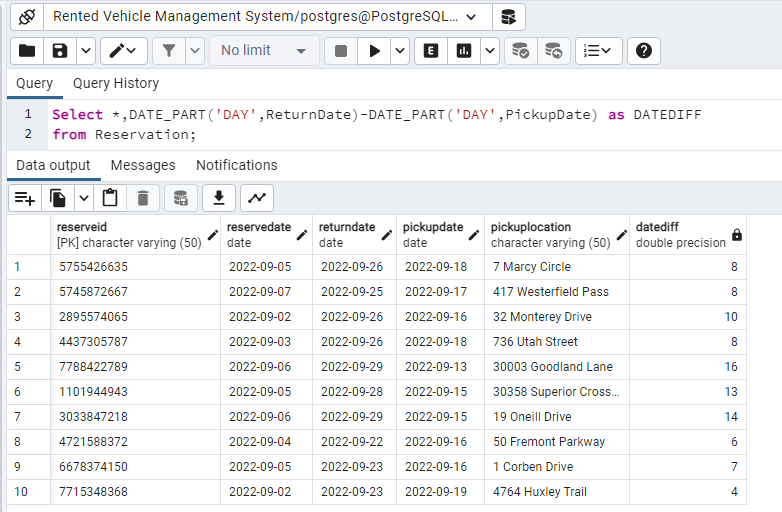 Rented Vehicle Management System/postgres@PostgreSQL...
No limit
E
Query Query History
1 Select *,DATE_PART('DAY',ReturnDate)-DATE_PART('DAY',PickupDate) as DATEDIFF
2 from Reservation;
Data output Messages Notifications
reserveid reservedate returndate pickupdate pickuplocation datediff
[PK] character varying (50) date date date character varying (50) double precision
1 5755426635 2022-09-05 2022-09-26 2022-09-18 7 Marcy Circle 8
2 5745872667 2022-09-07 2022-09-25 2022-09-17 417 Westerfield Pass 8
3 2895574065 2022-09-02 2022-09-26 2022-09-16 32 Monterey Drive 10
4 4437305787 2022-09-03 2022-09-26 2022-09-18 736 Utah Street 8
5 7788422789 2022-09-06 2022-09-29 2022-09-13 30003 Goodland Lane 16
6 1101944943 2022-09-05 2022-09-28 2022-09-15 30358 Superior Cross... 13
7 3033847218 2022-09-06 2022-09-29 2022-09-15 19 Oneill Drive 14
8 4721588372 2022-09-04 2022-09-22 2022-09-16 50 Fremont Parkway 6
9 6678374150 2022-09-05 2022-09-23 2022-09-16 1 Corben Drive 7
10 7715348368 2022-09-02 2022-09-23 2022-09-19 4764 Huxley Trail 4